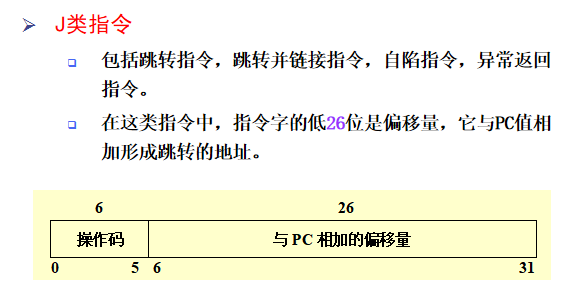 J类指令
包括跳转指令，跳转并链接指令，自陷指令，异常返回
指令。
在这类指令中，指令字的低26位是偏移量，它与PC值相
加形成跳转的地址。
6 26
操作码 与 PC 相加的偏移量
0 5 6 31